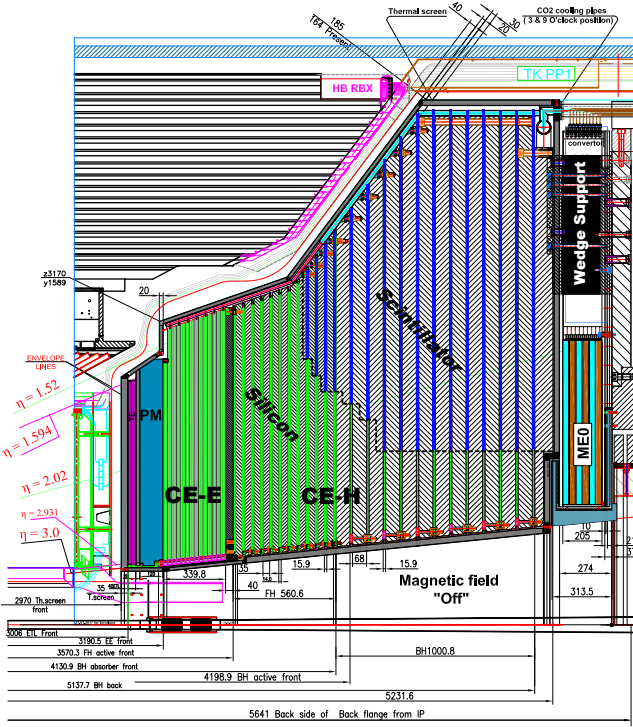 Thermal screen
CO2 cooling pipes
( 3 & 9 O'clock position)
40
30
20
185
164 Present
HB RBX
TK PP1
convertor
Wedge Support
z3170
y1589
20
Scintillator
ENVELOPE
LINES
η = 1.52
PM
Silicon
η = 1.594
ME0
η = 2.02
CE-E
CE-H
η = 2.931
η = 3.0
10
205
339.8
35
15.9
68
15.9
274
35
T.screen
40
FH 560.6
Magnetic field
"Off"
313.5
2970 Th.screen
front
3006 ETL Front
3190.5 EE front
3570.3 FH active front
BH1000.8
4130.9 BH absorber front
4198.9 BH active front
5137.7 BH back
5231.6
5641 Back side of Back flange from IP